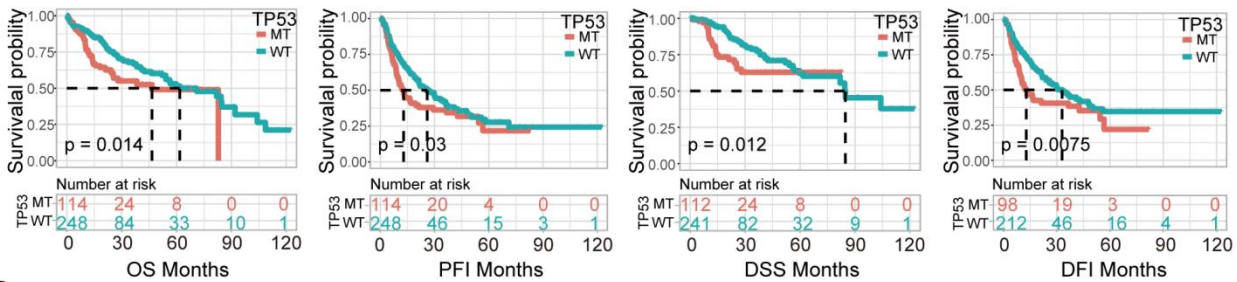 Survivalal probility
1.00
0.75
0.50
0.25
0.00
TP53
MT
WT
p = 0.014
Number at risk
TP53
MT 114 24 8 0 0
WT 248 84 33 10 1
0 30 60 90 120
OS Months
Survivalal probility
1.00
0.75
0.50
0.25
0.00
TP53
MT
WT
p = 0.03
Number at risk
TP53
MT 114 20 4 0 0
WT 248 46 15 3 1
0 30 60 90 120
PFI Months
Survivalal probility
1.00
0.75
0.50
0.25
0.00
TP53
MT
WT
p = 0.012
Number at risk
TP53
MT 112 24 8 0 0
WT 241 82 32 9 1
0 30 60 90 120
DSS Months
Survivalal probility
1.00
0.75
0.50
0.25
0.00
TP53
MT
WT
p = 0.0075
Number at risk
TP53
MT 98 19 3 0 0
WT 212 46 16 4 1
0 30 60 90 120
DFI Months